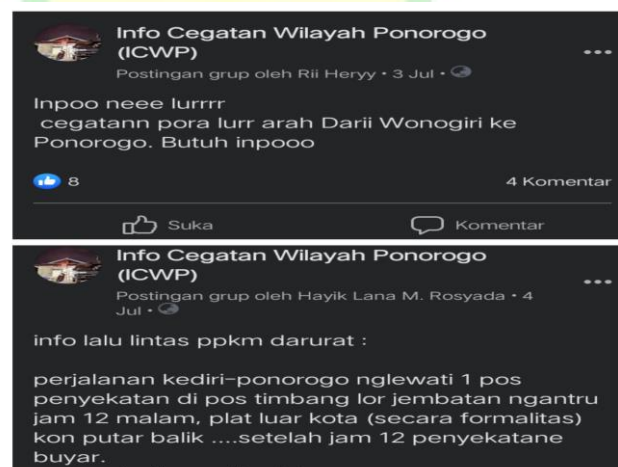 Info Cegatan Wilayah Ponorogo
(ICWP)
Postingan grup oleh Rii Heryy • 3 Jul •
Inpoo neee lurrrr
cegatann pora lurr arah Darii Wonogiri ke
Ponorogo. Butuh inpooo
8
4 Komentar
Suka
Komentar
Info Cegatan Wilayah Ponorogo
(ICWP)
Postingan grup oleh Hayik Lana M. Rosyada • 4
Jul •
info lalu lintas ppkm darurat :
perjalanan kediri-ponorogo nglewati 1 pos
penyekatan di pos timbang lor jembatan ngantru
jam 12 malam, plat luar kota (secara formalitas)
kon putar balik ....setelah jam 12 penyekatane
buyar.